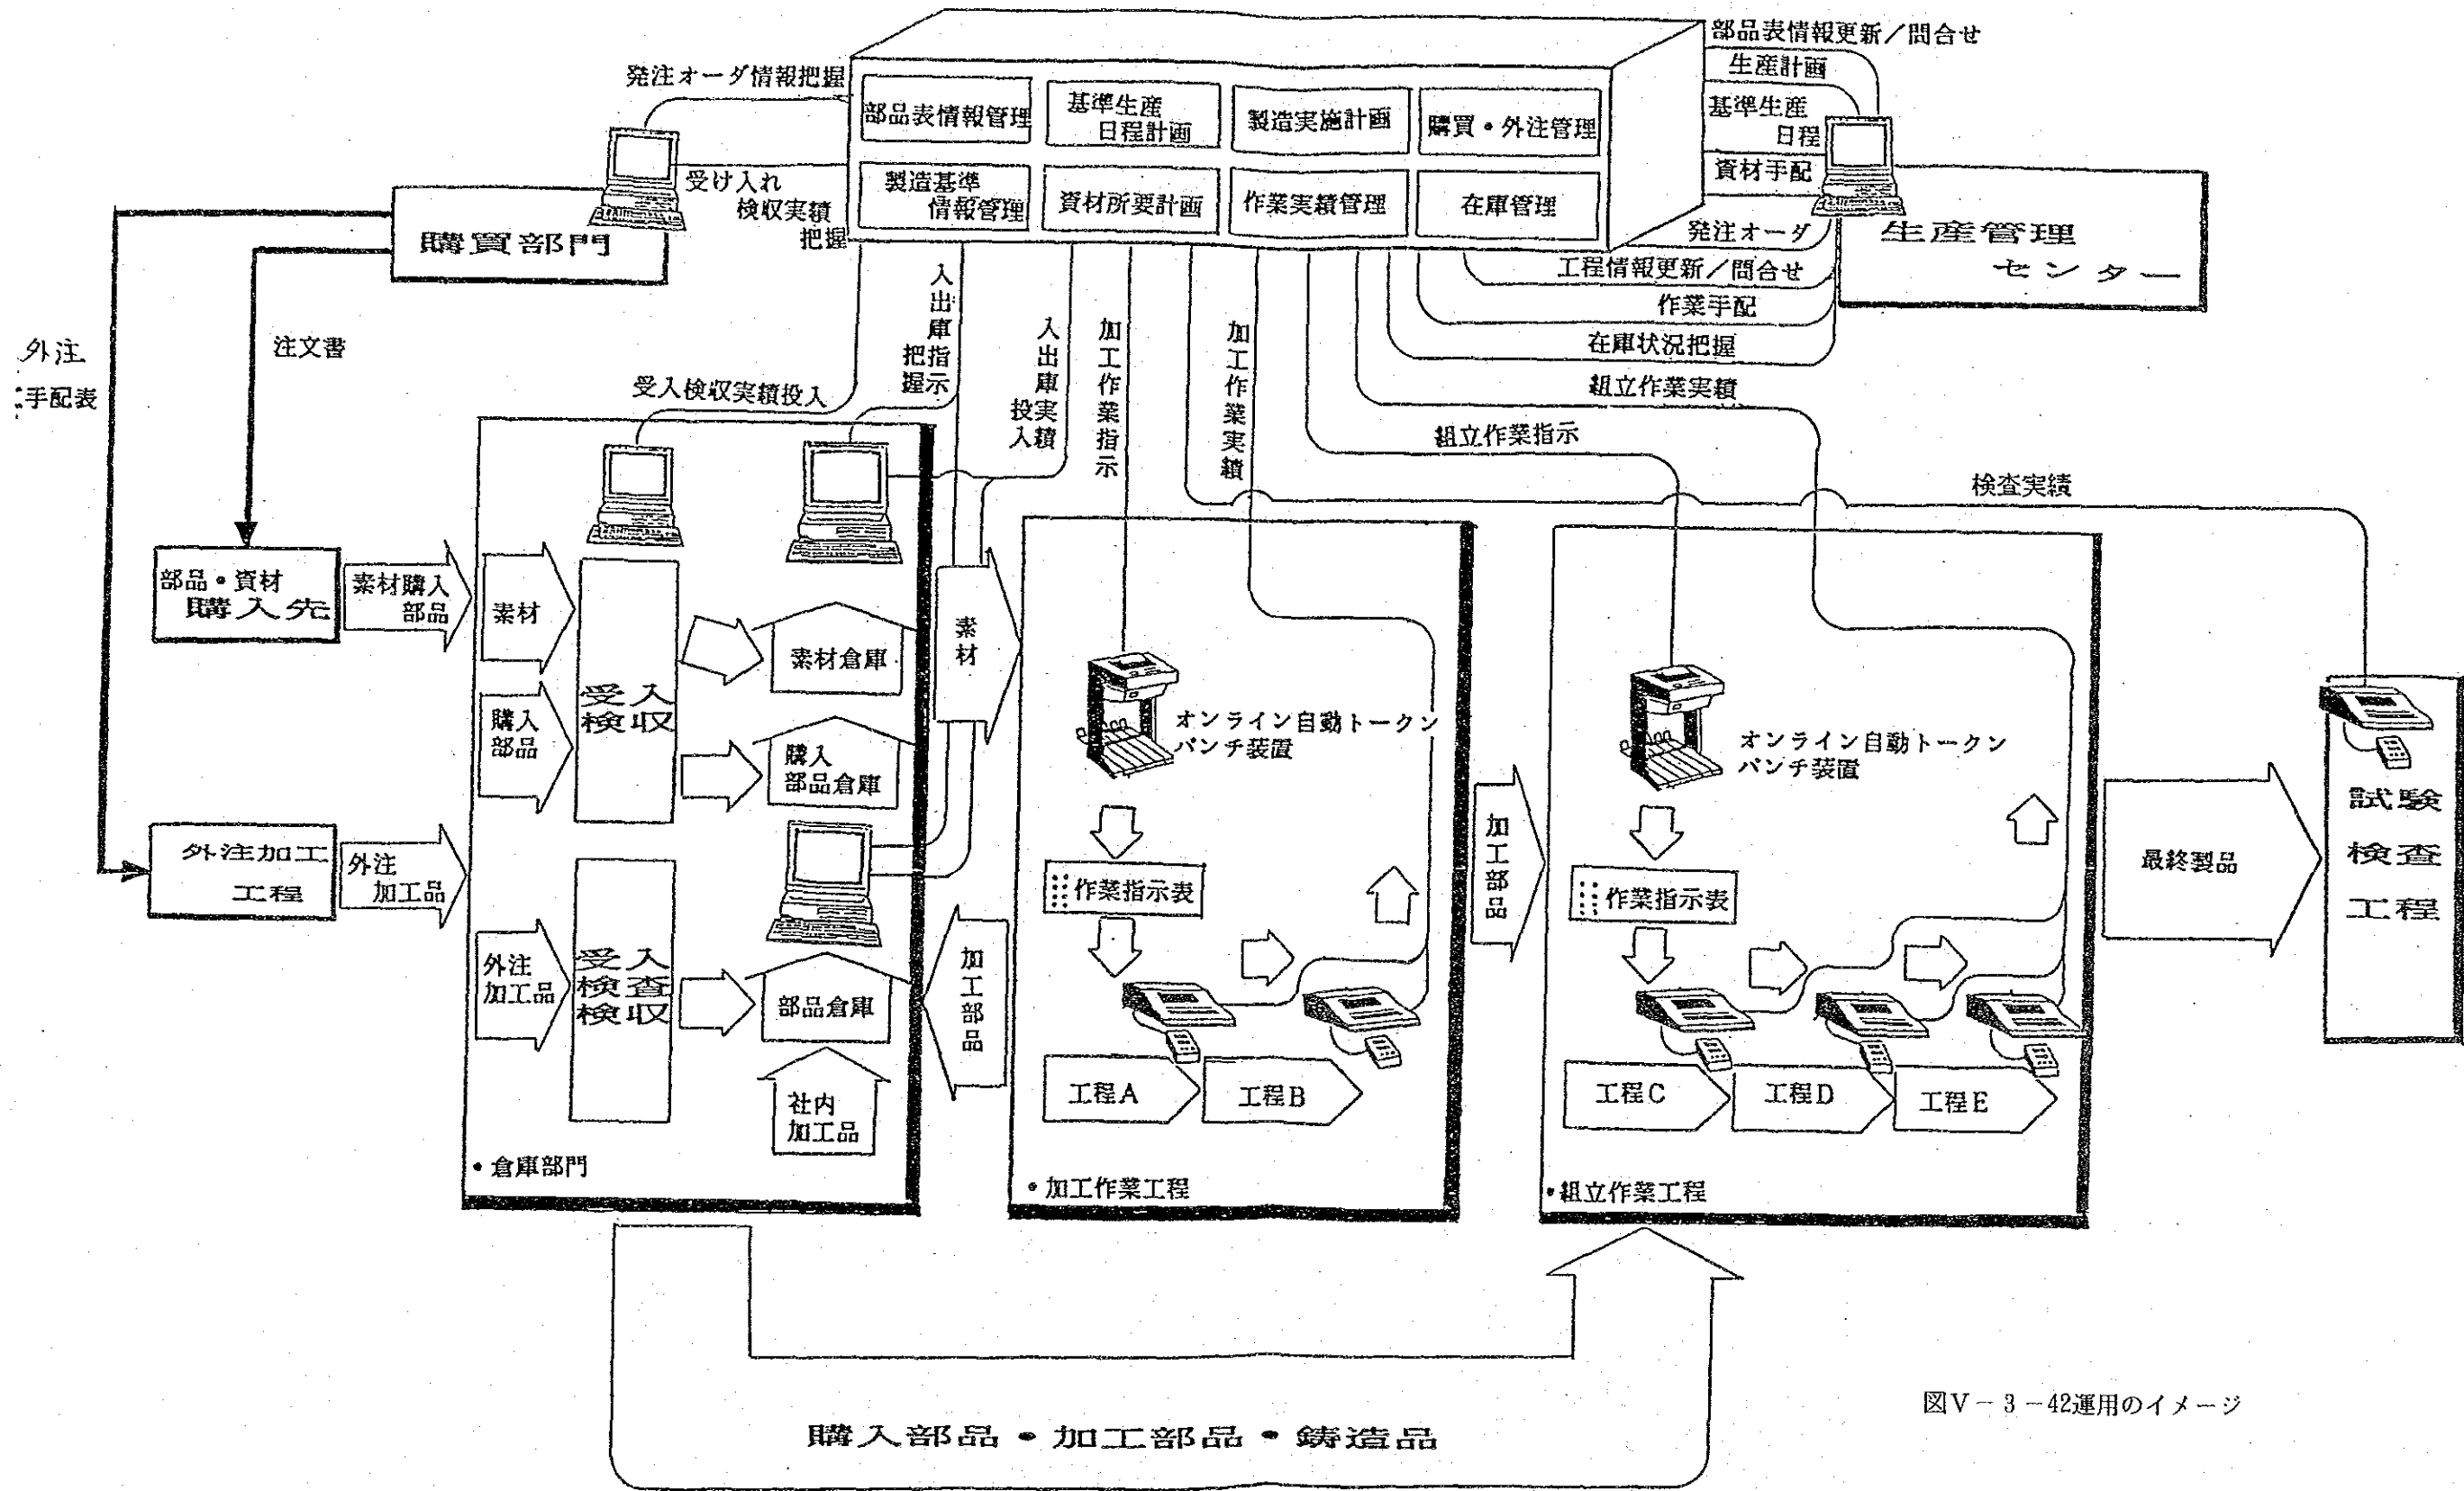 部品表情報更新／問合せ
生産計画
基準生産
日程
資材手配
発注オーダ
工程情報更新／問合せ
作業手配
在庫状況把握
組立作業実績
組立作業指示
検査実績
生産管理
センター
発注オーダ情報把握
受け入れ
検収実績
把握
部品表情報管理
基準生産
日程計画
製造実施計画
購買・外注管理
製造基準
情報管理
資材所要計画
作業実績管理
在庫管理
購買部門
外注
手配表
注文書
受入検収実績投入
入出庫指示
把握
入出庫実績
投入
加工作業指示
加工作業実績
部品・資材
購入先
素材購入
部品
素材
購入
部品
受入
検収
素材倉庫
購入
部品倉庫
素材
外注加工
工程
外注
加工品
外注
加工品
受入
検査
検収
部品倉庫
社内
加工品
加工部品
・倉庫部門
オンライン自動トークン
パンチ装置
作業指示表
工程A
工程B
・加工作業工程
加工部品
オンライン自動トークン
パンチ装置
作業指示表
工程C
工程D
工程E
・組立作業工程
最終製品
試験
検査
工程
購入部品・加工部品・鋳造品
図Ⅴ－3－42運用のイメージ